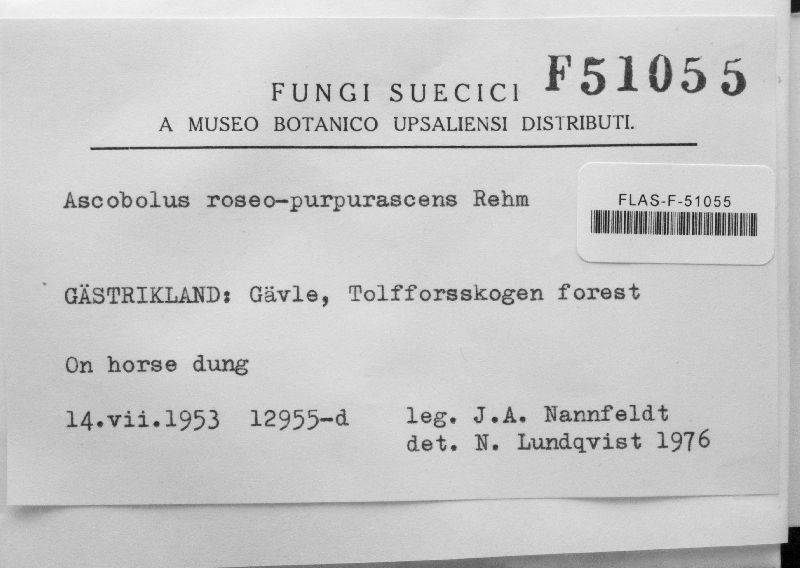 F51055
FUNGI SUECICI
A MUSEO BOTANICO UPSALIENSI DISTRIBUTI.
Ascobolus roseo-purpurascens Rehm
FLAS-F-51055
GÄSTRIKLAND: Gävle, Tolfforsskogen forest
On horse dung
14.vii.1953 12955-d leg. J.A. Nannfeldt
det. N. Lundqvist 1976